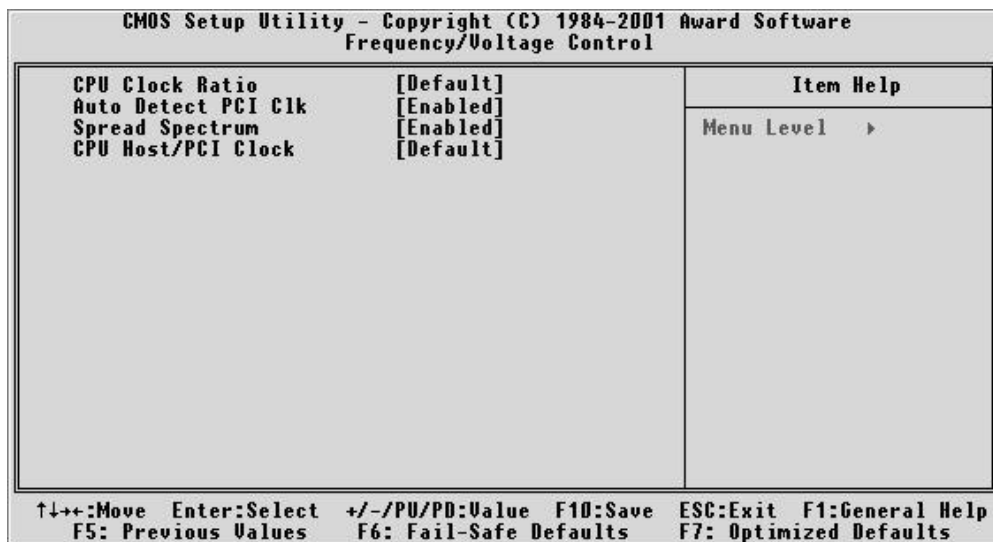 CMOS Setup Utility - Copyright (C) 1984-2001 Award Software
Frequency/Voltage Control
CPU Clock Ratio [Default]
Auto Detect PCI Clk [Enabled]
Spread Spectrum [Enabled]
CPU Host/PCI Clock [Default]
Item Help
Menu Level ▸
↑↓→←:Move Enter:Select +/-/PU/PD:Value F10:Save ESC:Exit F1:General Help
F5: Previous Values F6: Fail-Safe Defaults F7: Optimized Defaults